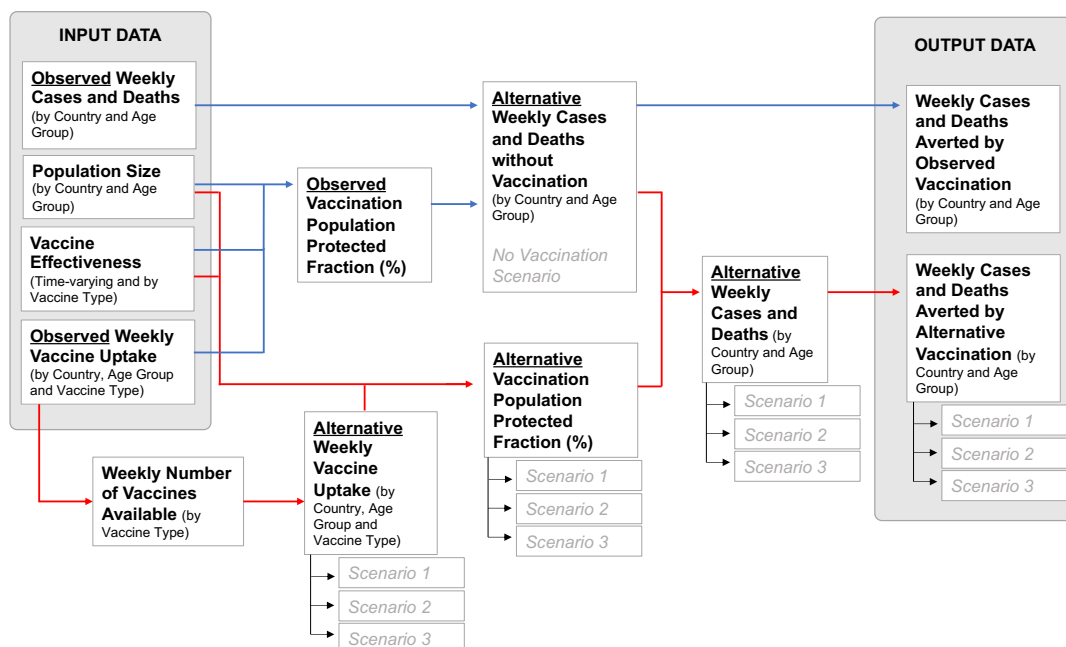 INPUT DATA
Observed Weekly
Cases and Deaths
(by Country and Age
Group)
Population Size
(by Country and Age
Group)
Vaccine
Effectiveness
(Time-varying and by
Vaccine Type)
Observed Weekly
Vaccine Uptake
(by Country, Age Group
and Vaccine Type)
Weekly Number
of Vaccines
Available (by
Vaccine Type)
Observed
Vaccination
Population
Protected
Fraction (%)
Alternative
Weekly
Vaccine
Uptake (by
Country, Age
Group and
Vaccine Type)
Scenario 1
Scenario 2
Scenario 3
Alternative
Weekly Cases
and Deaths
without
Vaccination
(by Country and Age
Group)
No Vaccination
Scenario
Alternative
Vaccination
Population
Protected
Fraction (%)
Scenario 1
Scenario 2
Scenario 3
Alternative
Weekly
Cases and
Deaths (by
Country and Age
Group)
Scenario 1
Scenario 2
Scenario 3
OUTPUT DATA
Weekly Cases
and Deaths
Averted by
Observed
Vaccination
(by Country and Age
Group)
Weekly Cases
and Deaths
Averted by
Alternative
Vaccination (by
Country and Age
Group)
Scenario 1
Scenario 2
Scenario 3